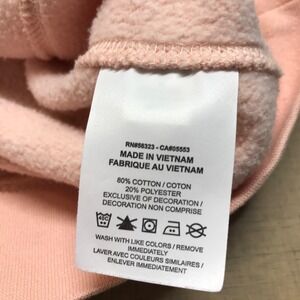 RN#56323 - CA#05553
MADE IN VIETNAM
FABRIQUE AU VIETNAM
80% COTTON / COTON
20% POLYESTER
EXCLUSIVE OF DECORATION /
DECORATION NON COMPRISE
WASH WITH LIKE COLORS / REMOVE
IMMEDIATELY
LAVER AVEC COULEURS SIMILAIRES /
ENLEVER IMMEDIATEMENT